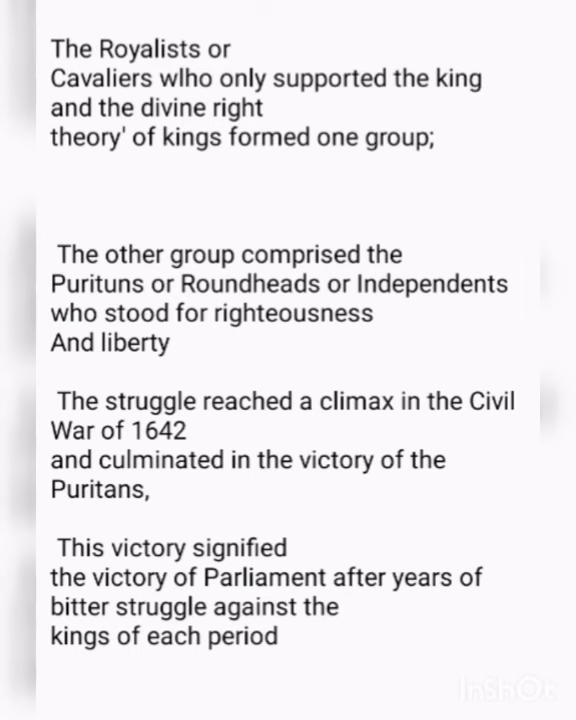 The Royalists or
Cavaliers wlho only supported the king
and the divine right
theory' of kings formed one group;
The other group comprised the
Purituns or Roundheads or Independents
who stood for righteousness
And liberty
The struggle reached a climax in the Civil
War of 1642
and culminated in the victory of the
Puritans,
This victory signified
the victory of Parliament after years of
bitter struggle against the
kings of each period
InShOt